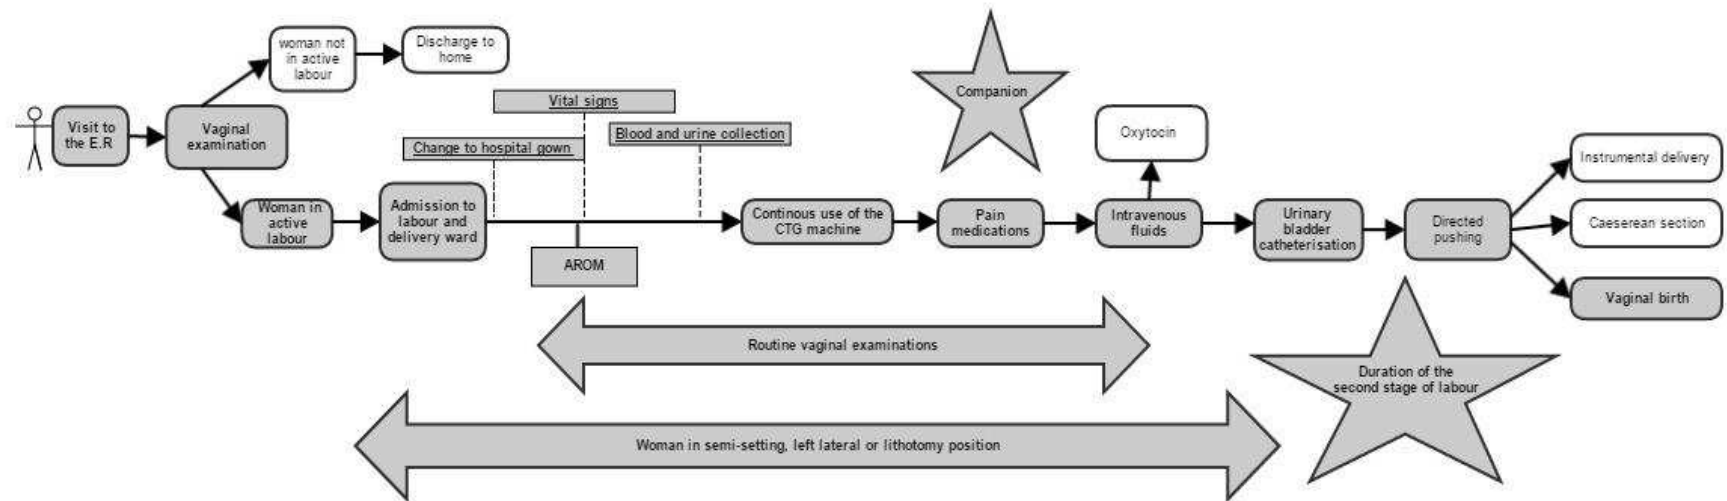 woman not
in active
labour
Discharge to
home
Companion
Vital signs
Visit to
the E.R
Vaginal
examination
Blood and urine collection
Oxytocin
Change to hospital gown
Instrumental delivery
Woman in
active
labour
Admission to
labour and
delivery ward
Continous use of the
CTG machine
Pain
medications
Intravenous
fluids
Urinary
bladder
catheterisation
Directed
pushing
Caeserean section
AROM
Vaginal birth
Routine vaginal examinations
Duration of the
second stage of labour
Woman in semi-setting, left lateral or lithotomy position